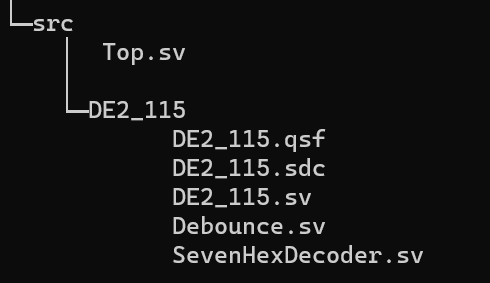 src
Top.sv
DE2_115
DE2_115.qsf
DE2_115.sdc
DE2_115.sv
Debounce.sv
SevenHexDecoder.sv